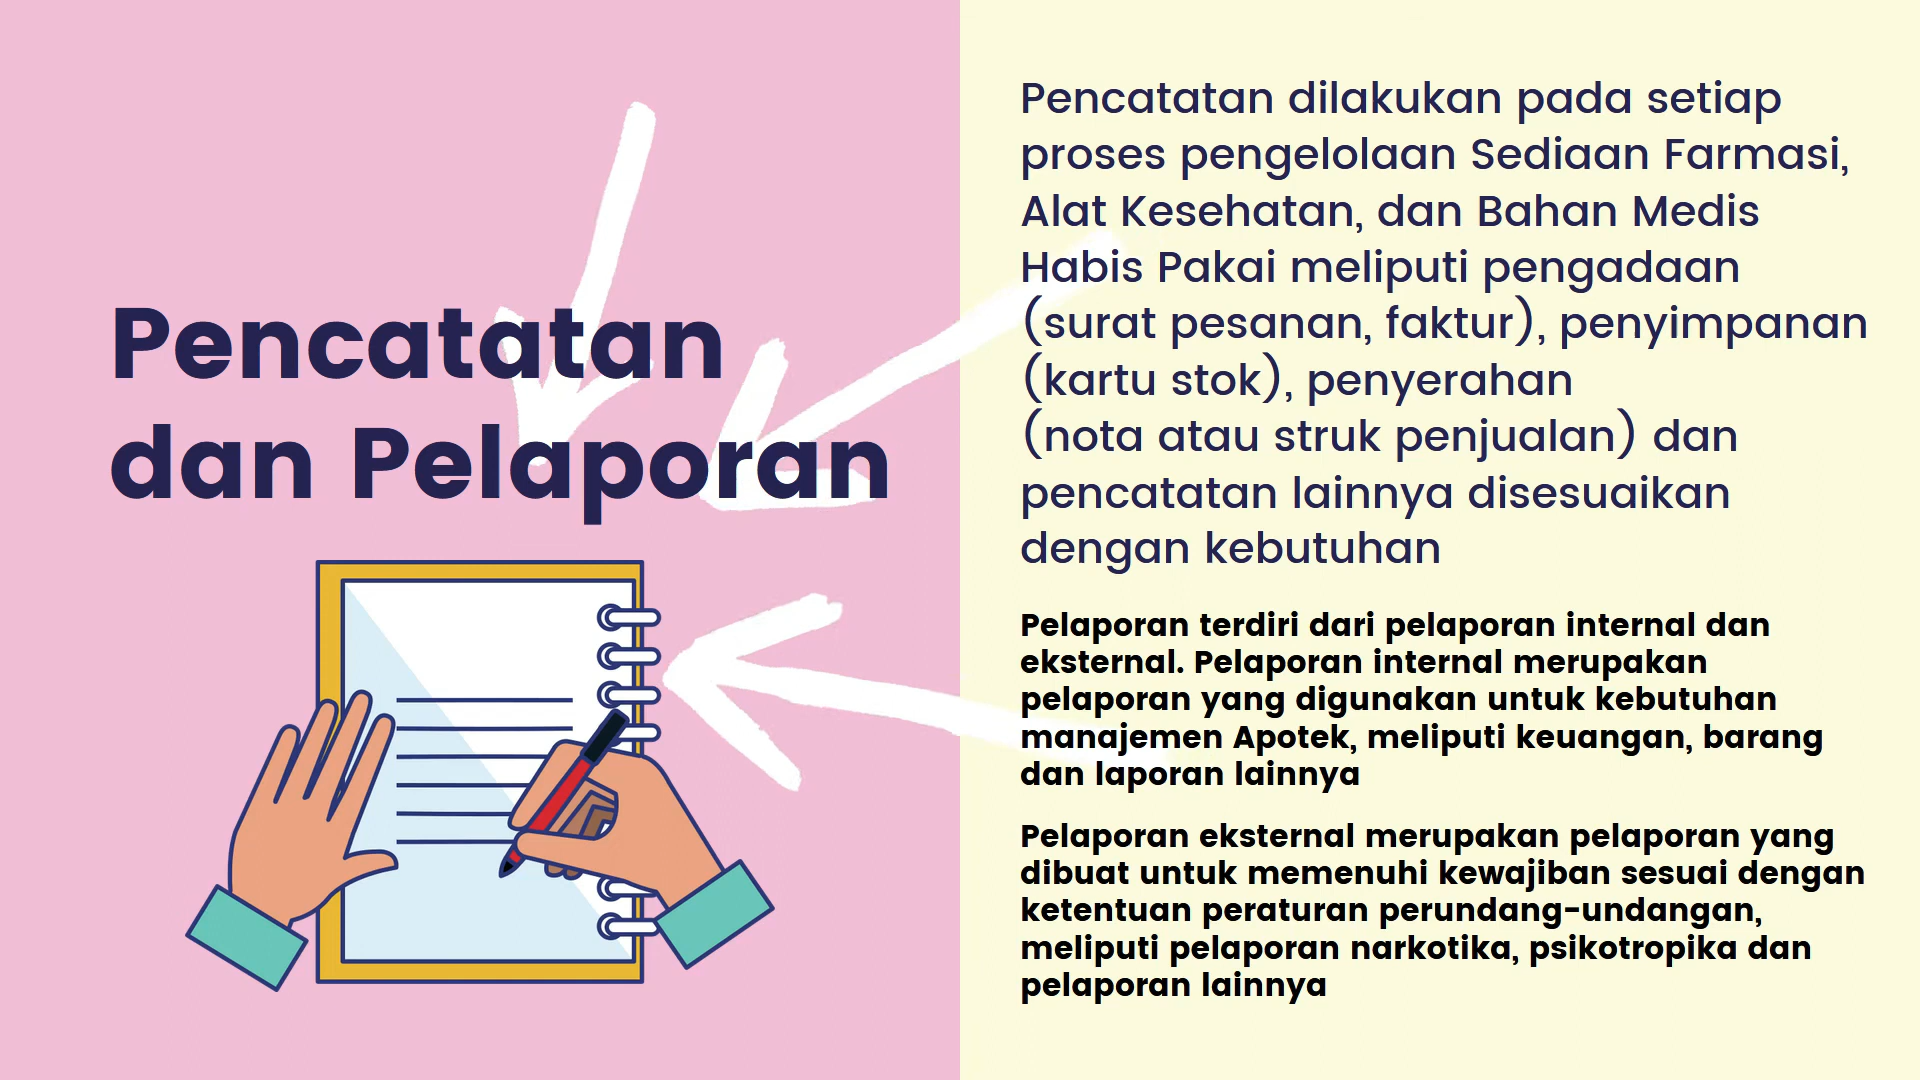 Pencatatan
dan Pelaporan
Pencatatan dilakukan pada setiap
proses pengelolaan Sediaan Farmasi,
Alat Kesehatan, dan Bahan Medis
Habis Pakai meliputi pengadaan
(surat pesanan, faktur), penyimpanan
(kartu stok), penyerahan
(nota atau struk penjualan) dan
pencatatan lainnya disesuaikan
dengan kebutuhan
Pelaporan terdiri dari pelaporan internal dan
eksternal. Pelaporan internal merupakan
pelaporan yang digunakan untuk kebutuhan
manajemen Apotek, meliputi keuangan, barang
dan laporan lainnya
Pelaporan eksternal merupakan pelaporan yang
dibuat untuk memenuhi kewajiban sesuai dengan
ketentuan peraturan perundang-undangan,
meliputi pelaporan narkotika, psikotropika dan
pelaporan lainnya